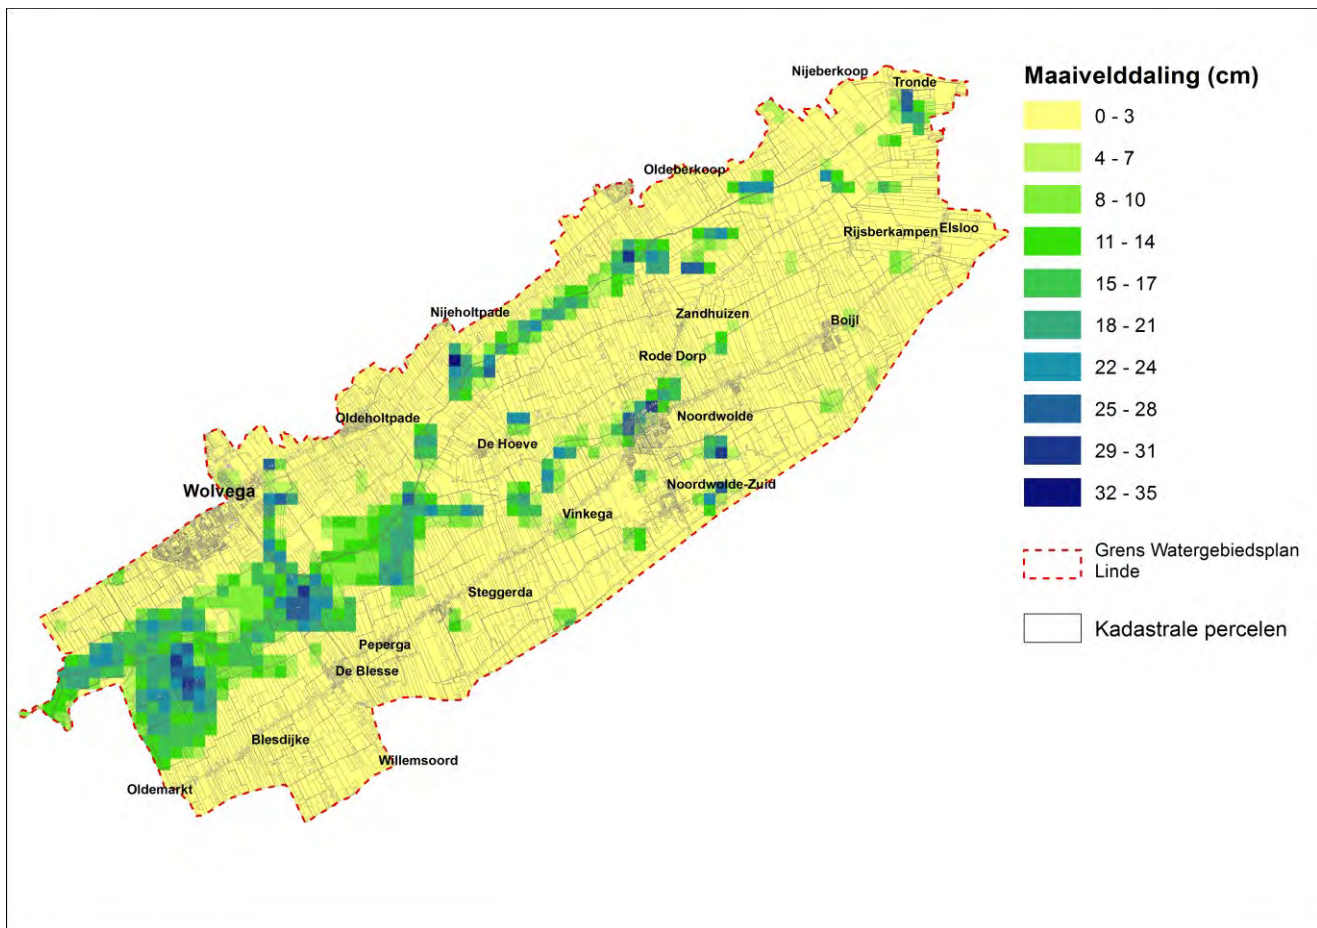 Nijeberkoop
Tronde
Oldeberkoop
Rijsberkampen
Elsloo
Nijeholtpade
Zandhuizen
Boijl
Rode Dorp
Oldeholtpade
Noordwolde
De Hoeve
Wolvega
Noordwolde-Zuid
Vinkega
Steggerda
Peperga
De Blesse
Blesdijke
Willemsoord
Oldemarkt
Maaivelddaling (cm)
0 - 3
4 - 7
8 - 10
11 - 14
15 - 17
18 - 21
22 - 24
25 - 28
29 - 31
32 - 35
Grens Watergebiedsplan
Linde
Kadastrale percelen